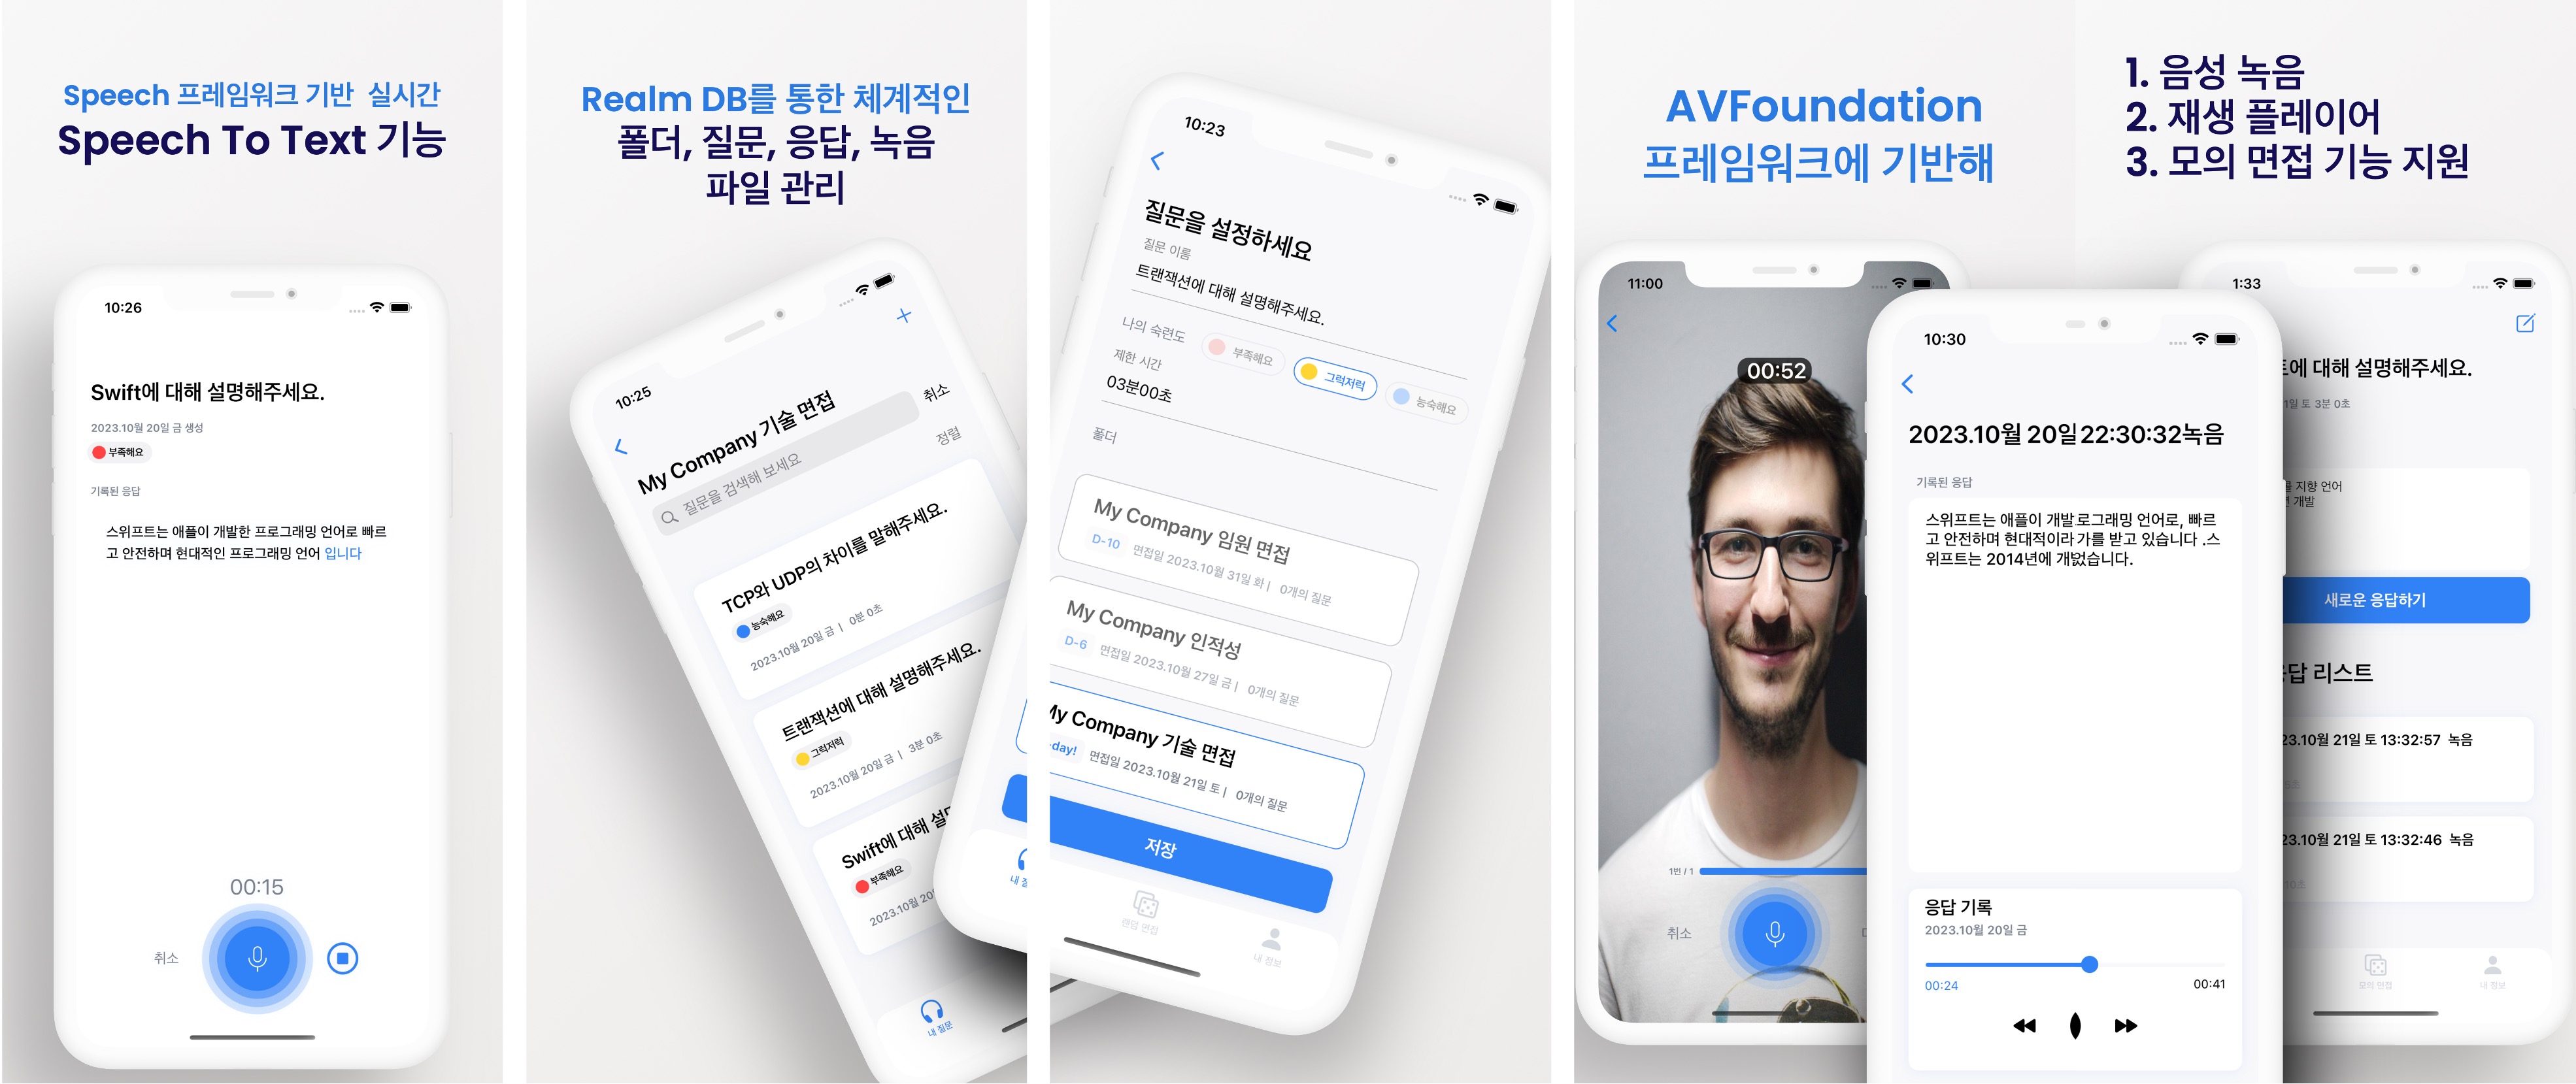 Speech 프레임워크 기반 실시간
Speech To Text 기능
10:26
Swift에 대해 설명해주세요.
2023.10월 20일 금 생성
부족해요
기록된 응답
스위프트는 애플이 개발한 프로그래밍 언어로 빠르
고 안전하며 현대적인 프로그래밍 언어 입니다
00:15
취소
Realm DB를 통한 체계적인
폴더, 질문, 응답, 녹음
파일 관리
10:25
My Company 기술 면접
질문을 검색해 보세요
취소
정렬
TCP와 UDP의 차이를 말해주세요.
능숙해요
2023.10월 20일 금 | 0분 0초
트랜잭션에 대해 설명해주세요.
그럭저럭
2023.10월 20일 금 | 3분 0초
Swift에 대해 설
부족해요
2023.10월 20
내 질문
내 질
10:23
질문을 설정하세요
질문 이름
트랜잭션에 대해 설명해주세요.
나의 숙련도
부족해요
그럭저럭
능숙해요
제한 시간
03분00초
폴더
My Company 임원 면접
D-10 면접일 2023.10월 31일 화 | 0개의 질문
My Company 인적성
D-6 면접일 2023.10월 27일 금 | 0개의 질문
My Company 기술 면접
-day! 면접일 2023.10월 21일 토 | 0개의 질문
저장
랜덤 면접
내 정보
AVFoundation
프레임워크에 기반해
11:00
00:52
1번 / 1
취소
10:30
2023.10월 20일22:30:32녹음
기록된 응답
스위프트는 애플이 개발로그래밍 언어로, 빠르
고 안전하며 현대적이라가를 받고 있습니다 .스
위프트는 2014년에 개없습니다.
응답 기록
2023.10월 20일 금
00:24
00:41
1. 음성 녹음
2. 재생 플레이어
3. 모의 면접 기능 지원
1:33
에 대해 설명해주세요.
1일 토 3분 0초
지향 언어
개발
새로운 응답하기
답 리스트
23.10월 21일 토 13:32:57 녹음
23.10월 21일 토 13:32:46 녹음
모의 면접
내 정보